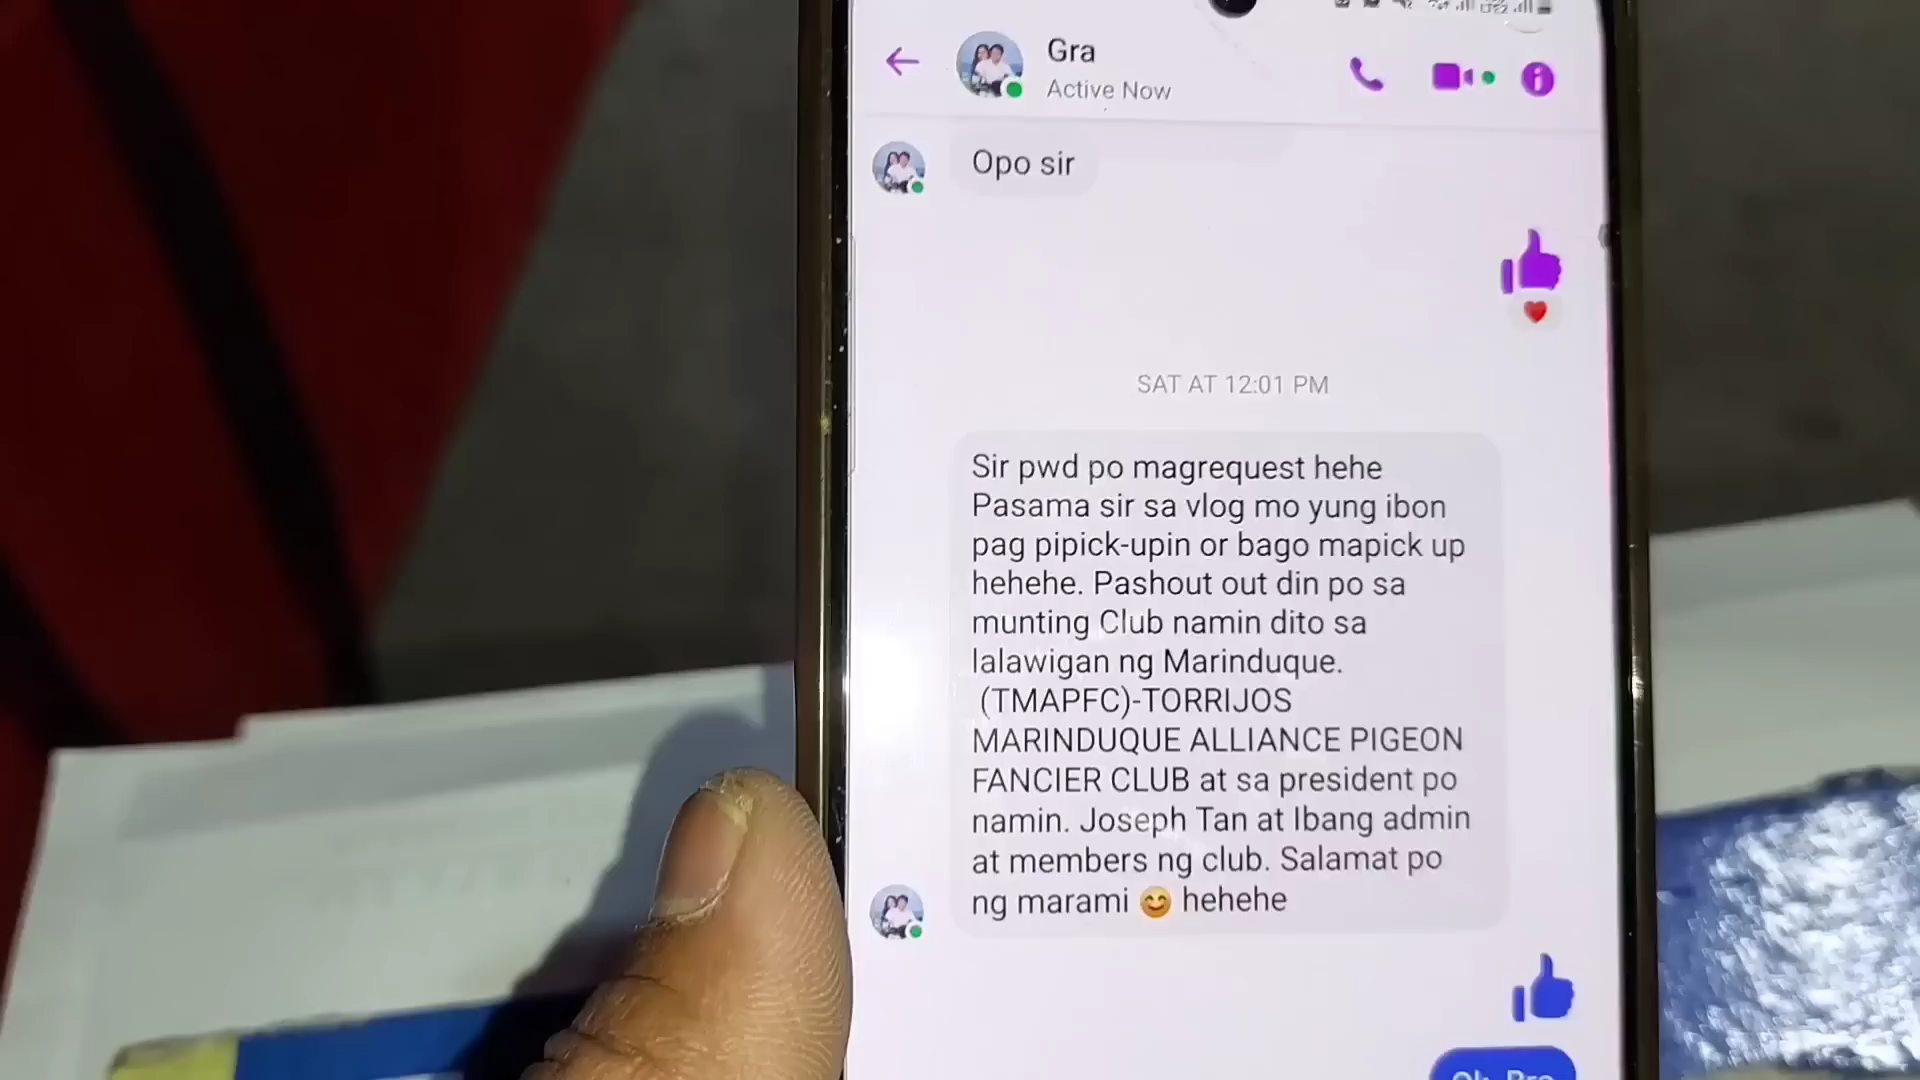 Gra
Active Now
Opo sir
SAT AT 12:01 PM
Sir pwd po magrequest hehe
Pasama sir sa vlog mo yung ibon
pag pipick-upin or bago mapick up
hehehe. Pashout out din po sa
munting Club namin dito sa
lalawigan ng Marinduque.
(TMAPFC)-TORRIJOS
MARINDUQUE ALLIANCE PIGEON
FANCIER CLUB at sa president po
namin. Joseph Tan at Ibang admin
at members ng club. Salamat po
ng marami 😊 hehehe